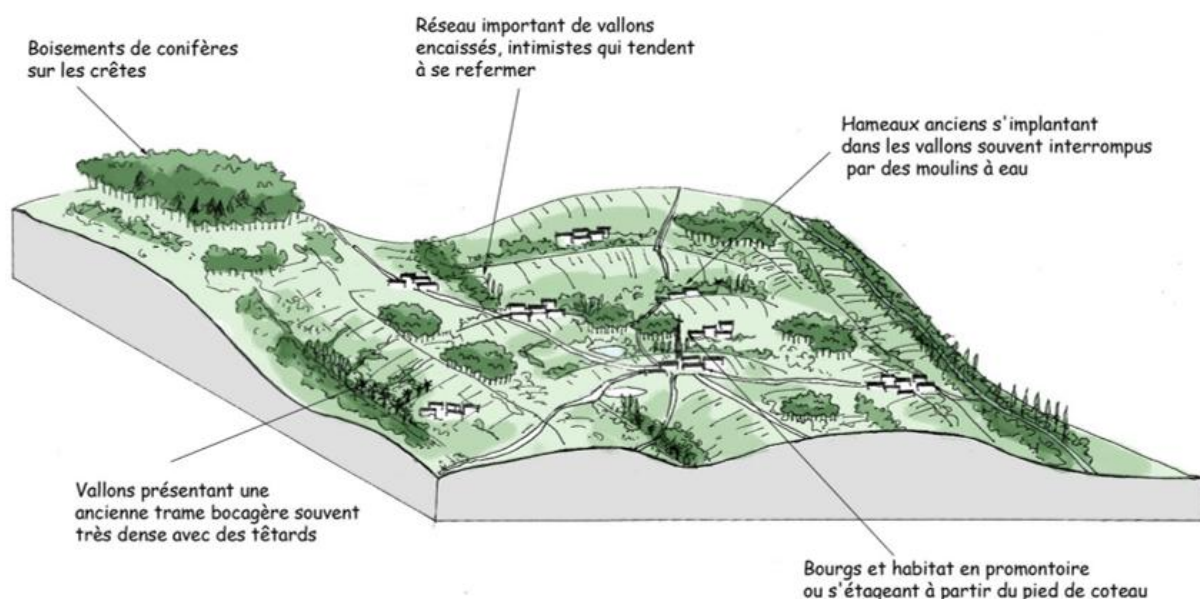 Réseau important de vallons
encaissés, intimistes qui tendent
à se refermer
Boisements de conifères
sur les crêtes
Hameaux anciens s'implantant
dans les vallons souvent interrompus
par des moulins à eau
Vallons présentant une
ancienne trame bocagère souvent
très dense avec des têtards
Bourgs et habitat en promontoire
ou s'étageant à partir du pied de coteau